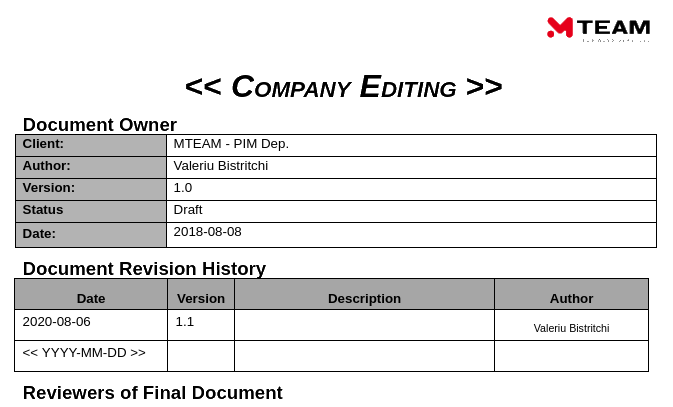 MTEAM
<< COMPANY EDITING >>
Document Owner
Client: MTEAM - PIM Dep.
Author: Valeriu Bistritchi
Version: 1.0
Status Draft
Date: 2018-08-08
Document Revision History
Date Version Description Author
2020-08-06 1.1 Valeriu Bistritchi
<< YYYY-MM-DD >>
Reviewers of Final Document